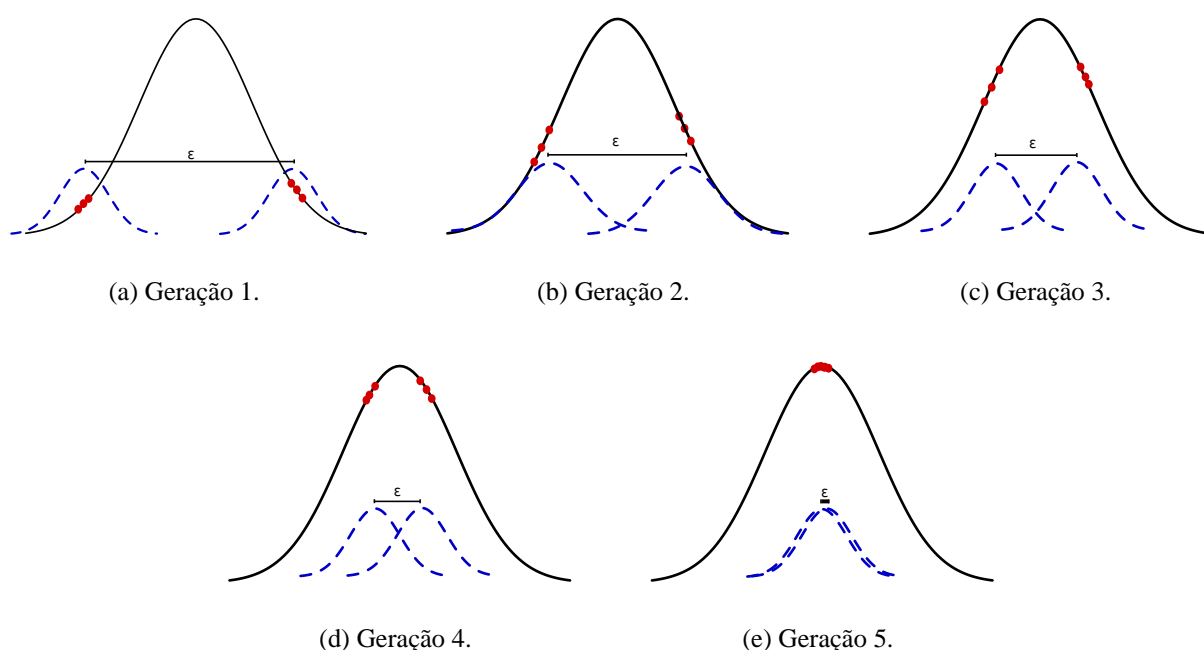 ε
ε
ε
(a) Geração 1.
(b) Geração 2.
(c) Geração 3.
ε
ε
(d) Geração 4.
(e) Geração 5.